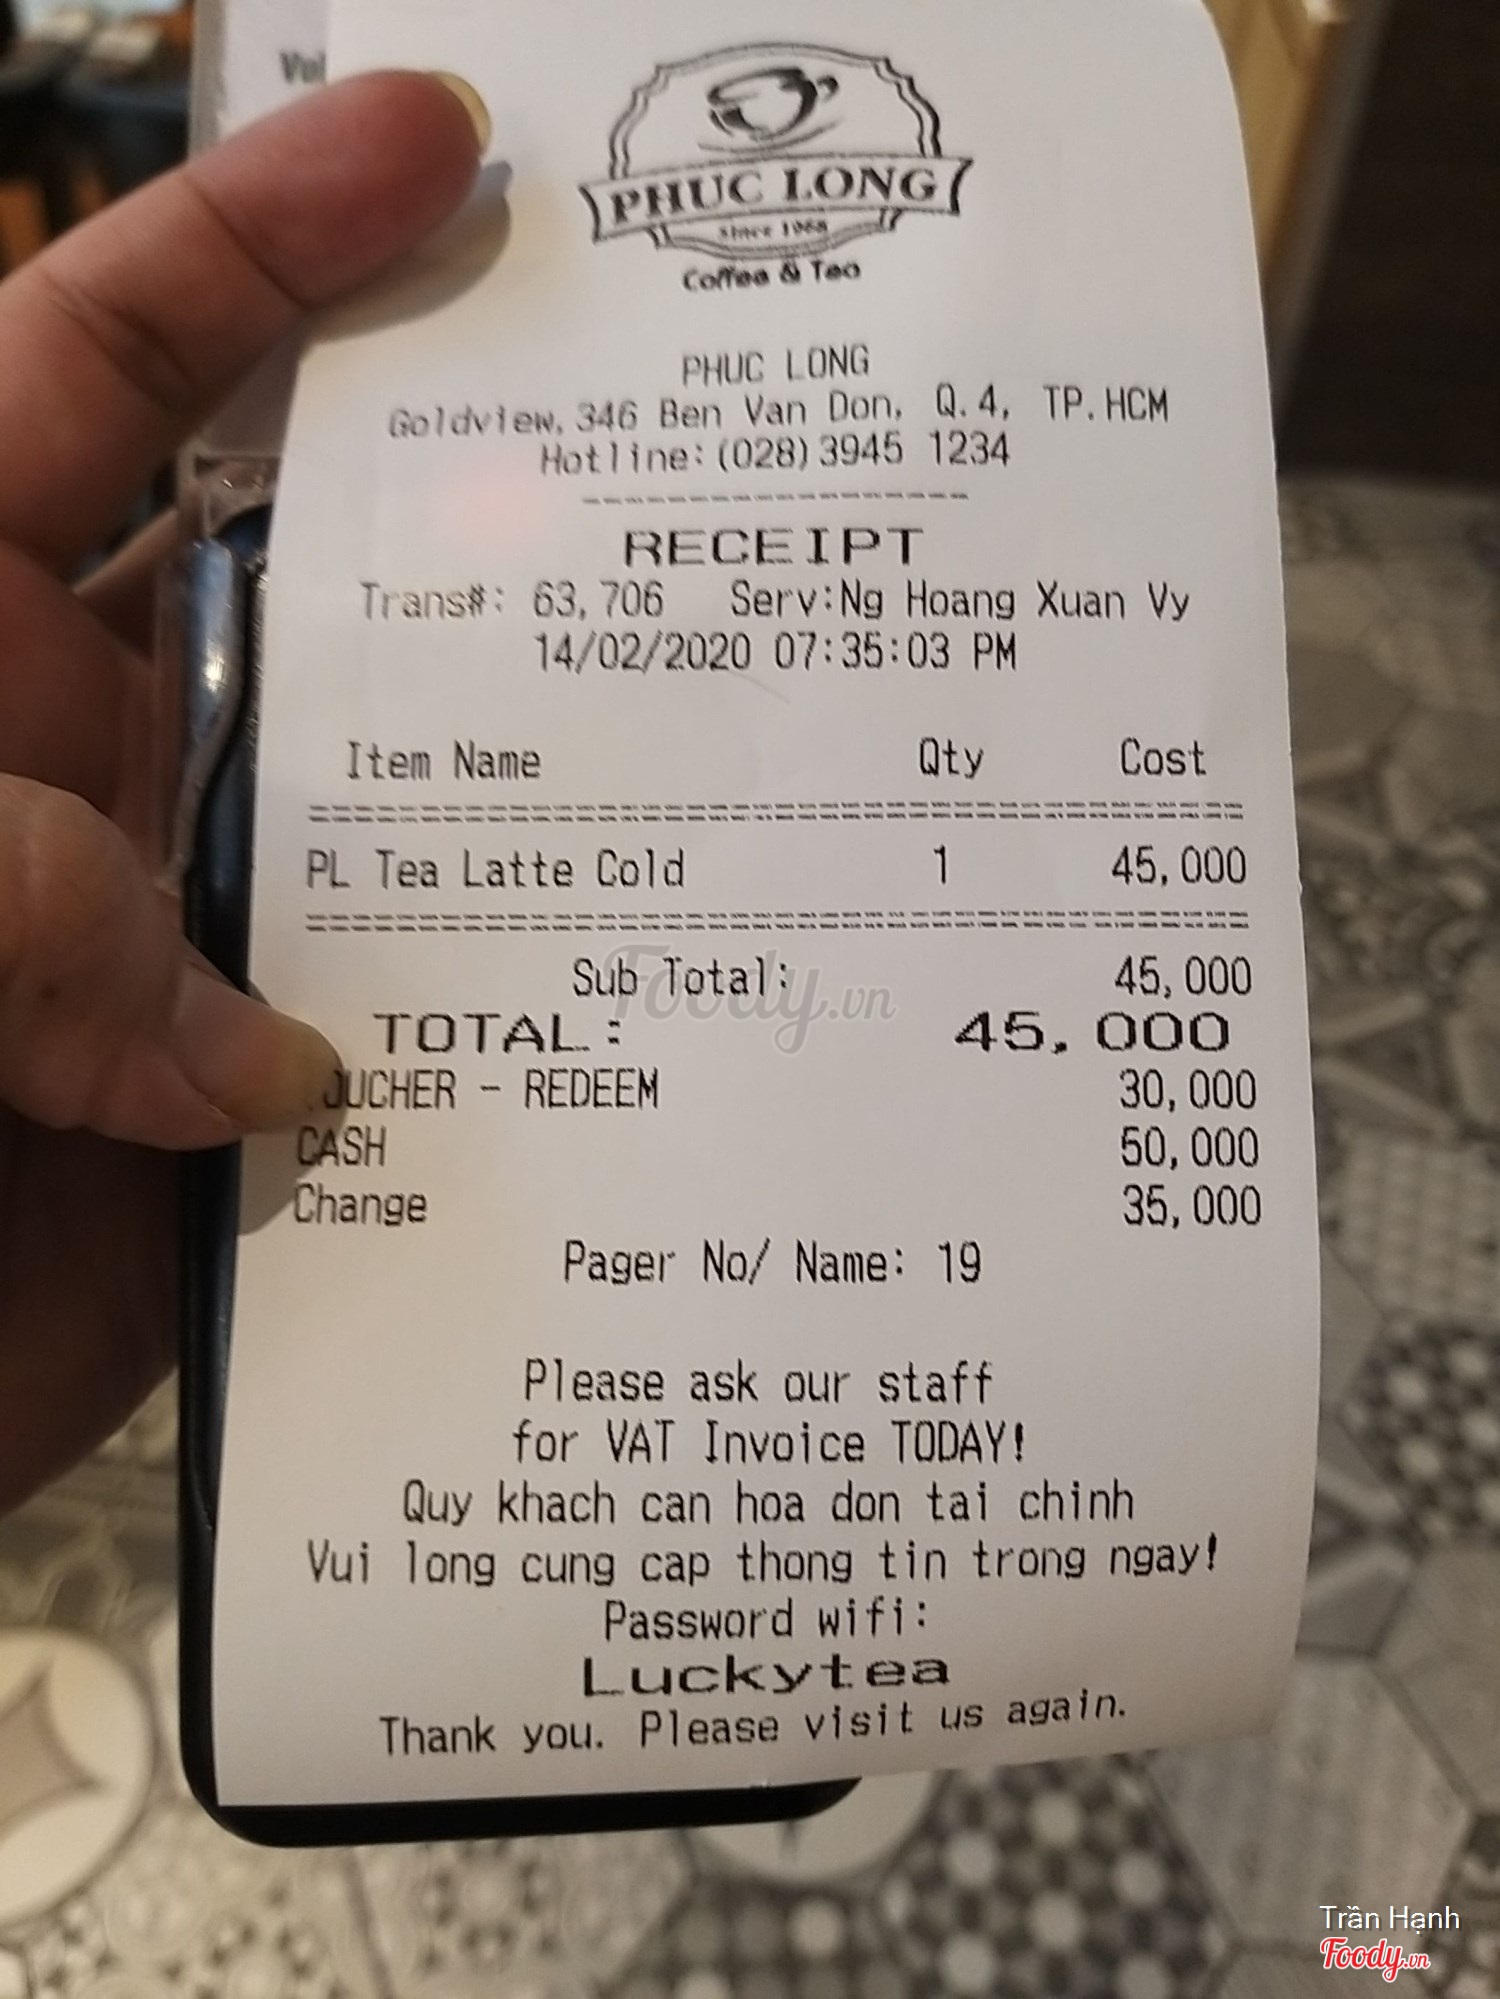 Vui
PHUC LONG
Since 1968
Coffee & Tea
PHUC LONG
Goldview, 346 Ben Van Don, Q.4, TP.HCM
Hotline:(028)3945 1234
RECEIPT
Trans#: 63,706 Serv:Ng Hoang Xuan Vy
14/02/2020 07:35:03 PM
Item Name Qty Cost
PL Tea Latte Cold 1 45,000
Sub Total: 45,000
Foody.vn
TOTAL: 45,000
OUCHER - REDEEM 30,000
CASH 50,000
Change 35,000
Pager No/ Name: 19
Please ask our staff
for VAT Invoice TODAY!
Quy khach can hoa don tai chinh
Vui long cung cap thong tin trong ngay!
Password wifi:
Luckytea
Thank you. Please visit us again.
Trần Hạnh
Foody.vn